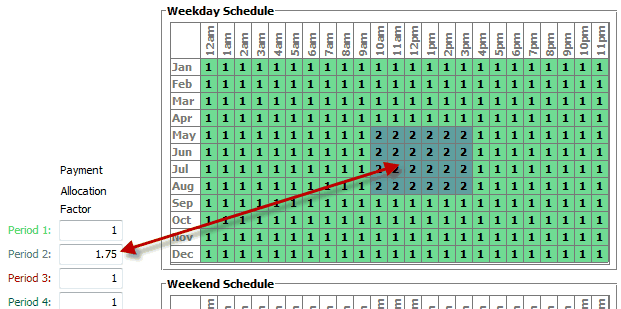 Weekday Schedule
12am 1am 2am 3am 4am 5am 6am 7am 8am 9am 10am 11am 12pm 1pm 2pm 3pm 4pm 5pm 6pm 7pm 8pm 9pm 10pm 11pm
Jan 1 1 1 1 1 1 1 1 1 1 1 1 1 1 1 1 1 1 1 1 1 1 1 1
Feb 1 1 1 1 1 1 1 1 1 1 1 1 1 1 1 1 1 1 1 1 1 1 1 1
Mar 1 1 1 1 1 1 1 1 1 1 1 1 1 1 1 1 1 1 1 1 1 1 1 1
Apr 1 1 1 1 1 1 1 1 1 1 1 1 1 1 1 1 1 1 1 1 1 1 1 1
May 1 1 1 1 1 1 1 1 1 1 2 2 2 2 2 2 1 1 1 1 1 1 1 1
Jun 1 1 1 1 1 1 1 1 1 1 2 2 2 2 2 2 1 1 1 1 1 1 1 1
Jul 1 1 1 1 1 1 1 1 1 1 2 2 2 2 2 2 1 1 1 1 1 1 1 1
Aug 1 1 1 1 1 1 1 1 1 1 2 2 2 2 2 2 1 1 1 1 1 1 1 1
Sep 1 1 1 1 1 1 1 1 1 1 1 1 1 1 1 1 1 1 1 1 1 1 1 1
Oct 1 1 1 1 1 1 1 1 1 1 1 1 1 1 1 1 1 1 1 1 1 1 1 1
Nov 1 1 1 1 1 1 1 1 1 1 1 1 1 1 1 1 1 1 1 1 1 1 1 1
Dec 1 1 1 1 1 1 1 1 1 1 1 1 1 1 1 1 1 1 1 1 1 1 1 1
Payment
Allocation
Factor
Period 1: 1
Period 2: 1.75
Period 3: 1
Period 4: 1
Weekend Schedule